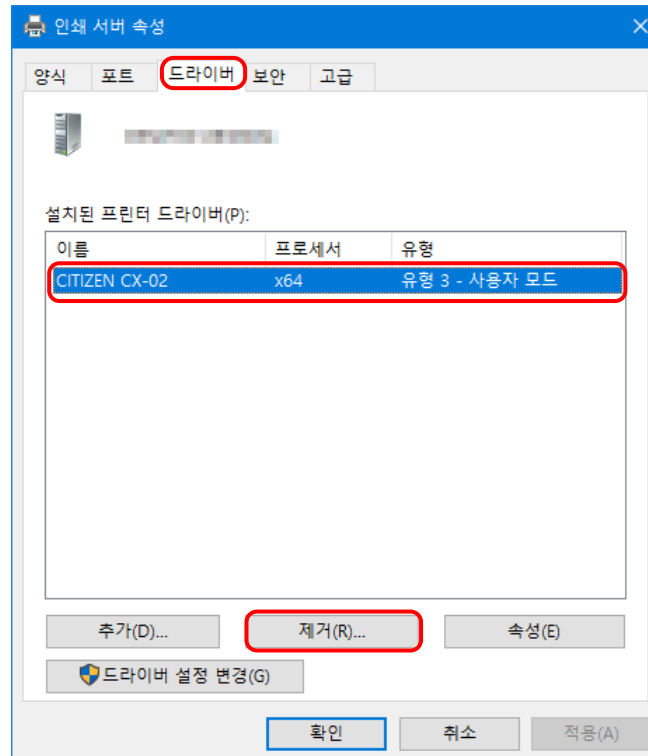 인쇄 서버 속성
양식 포트 드라이버 보안 고급
설치된 프린터 드라이버(P):
이름 프로세서 유형
CITIZEN CX-02 x64 유형 3 - 사용자 모드
추가(D)... 제거(R)... 속성(E)
드라이버 설정 변경(G)
확인 취소 적용(A)